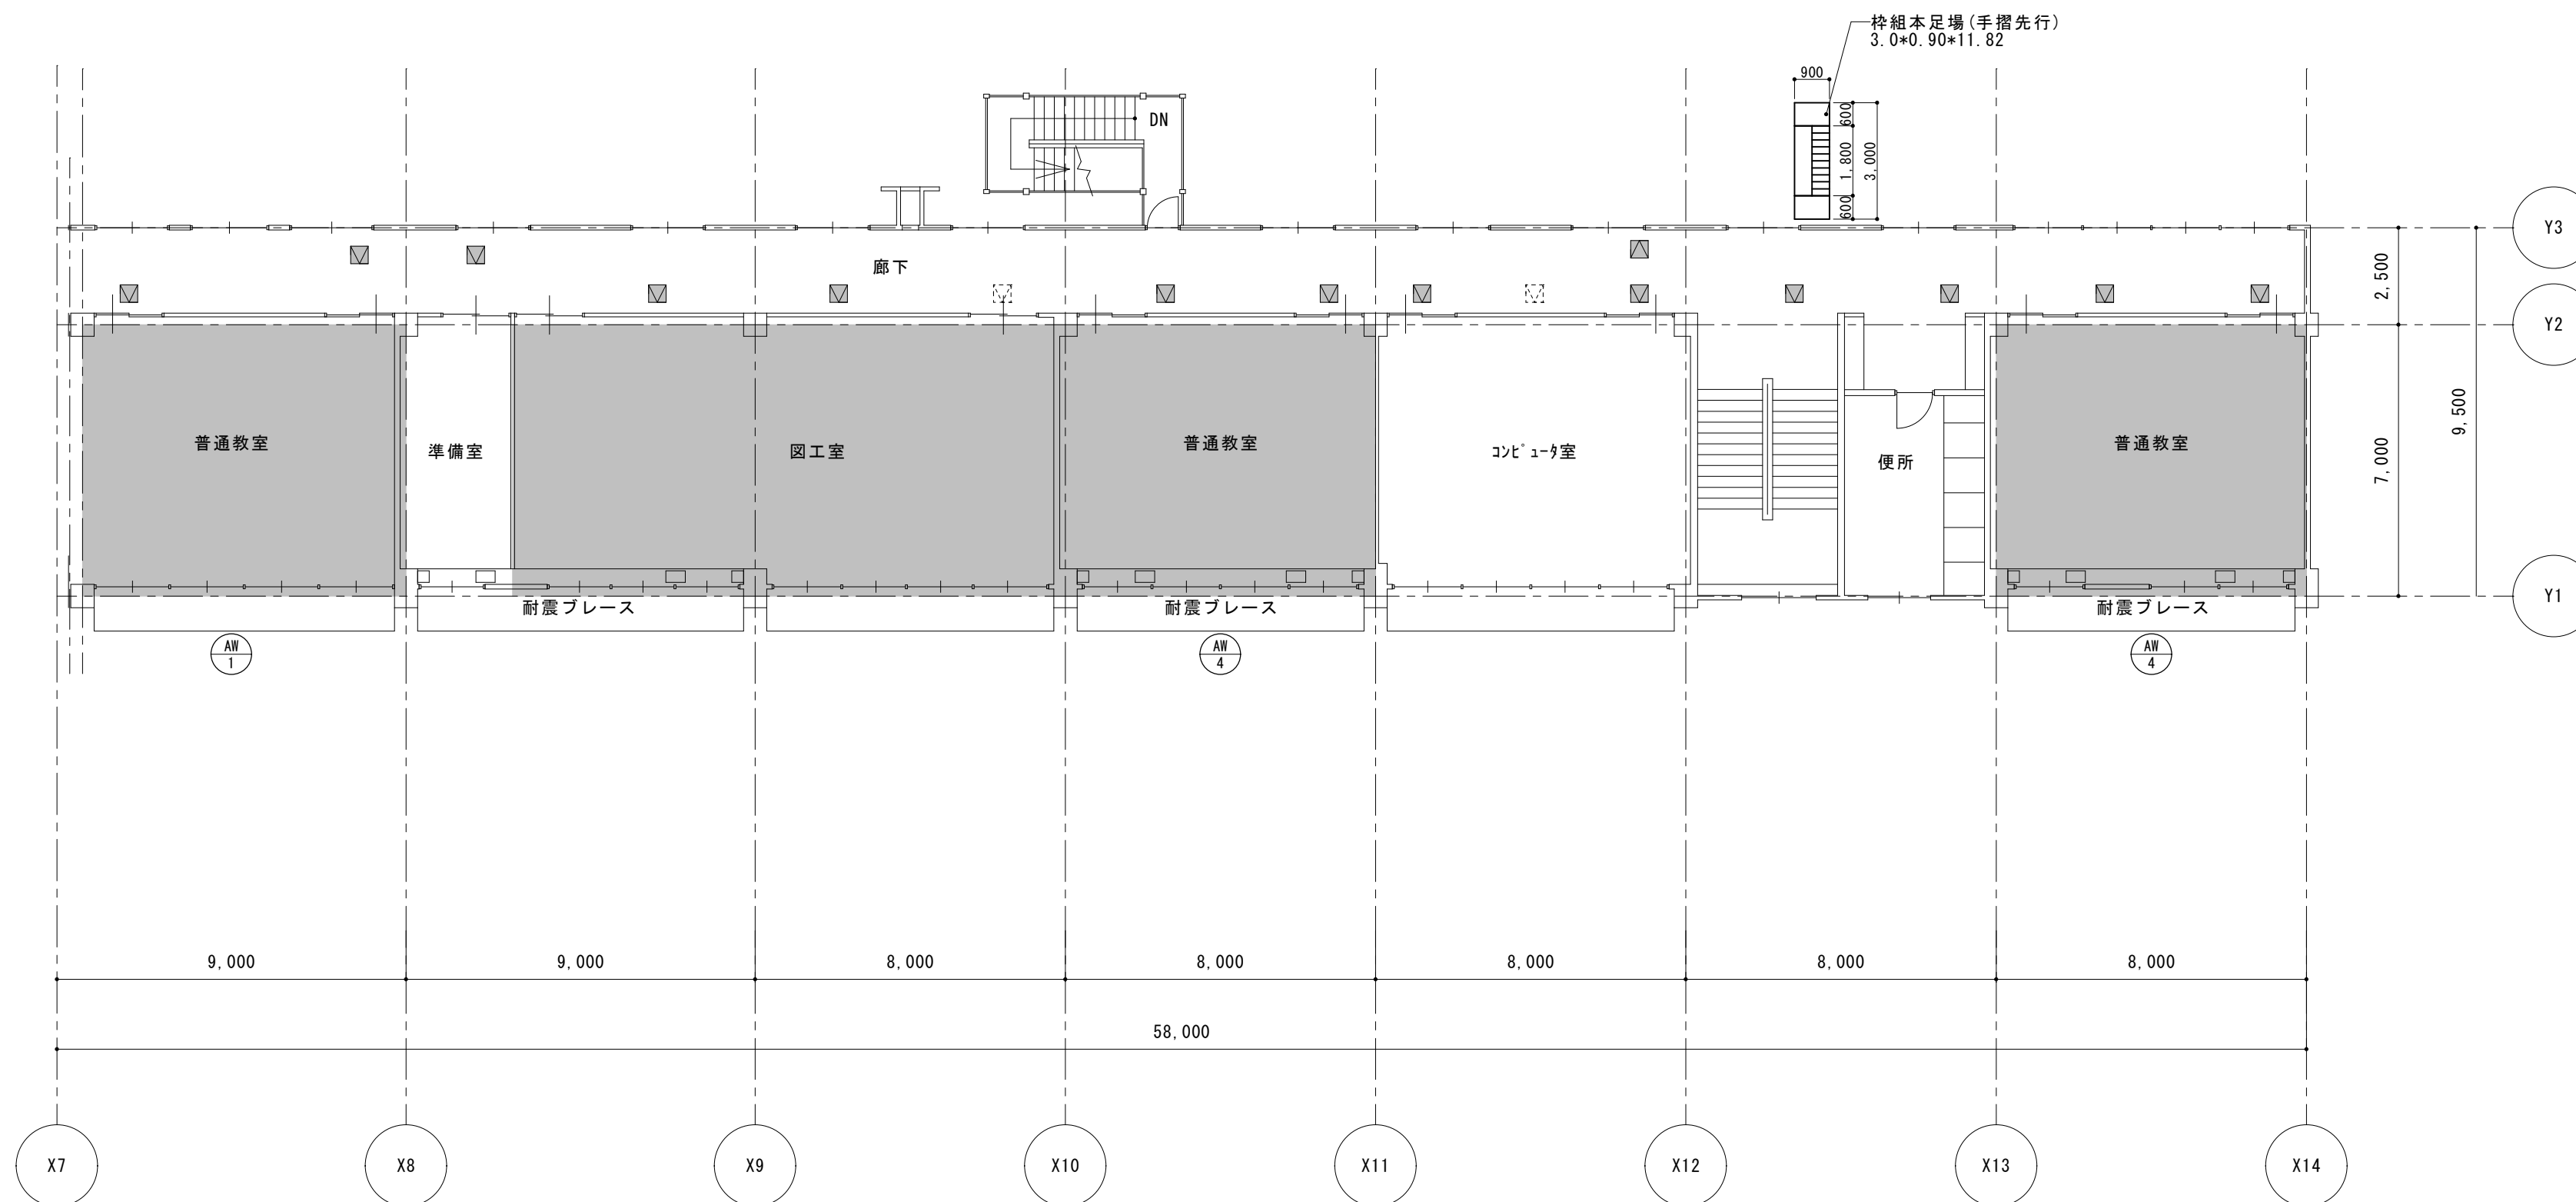 枠組本足場(手摺先行)
3.0*0.90*11.82
900
600
1,800
3,000
600
DN
Y3
廊下
2,500
Y2
9,500
7,000
普通教室
準備室
図工室
普通教室
ｺﾝﾋﾟｭｰﾀ室
便所
普通教室
耐震ブレース
耐震ブレース
耐震ブレース
Y1
AW
1
AW
4
AW
4
9,000
9,000
8,000
8,000
8,000
8,000
8,000
58,000
X7
X8
X9
X10
X11
X12
X13
X14